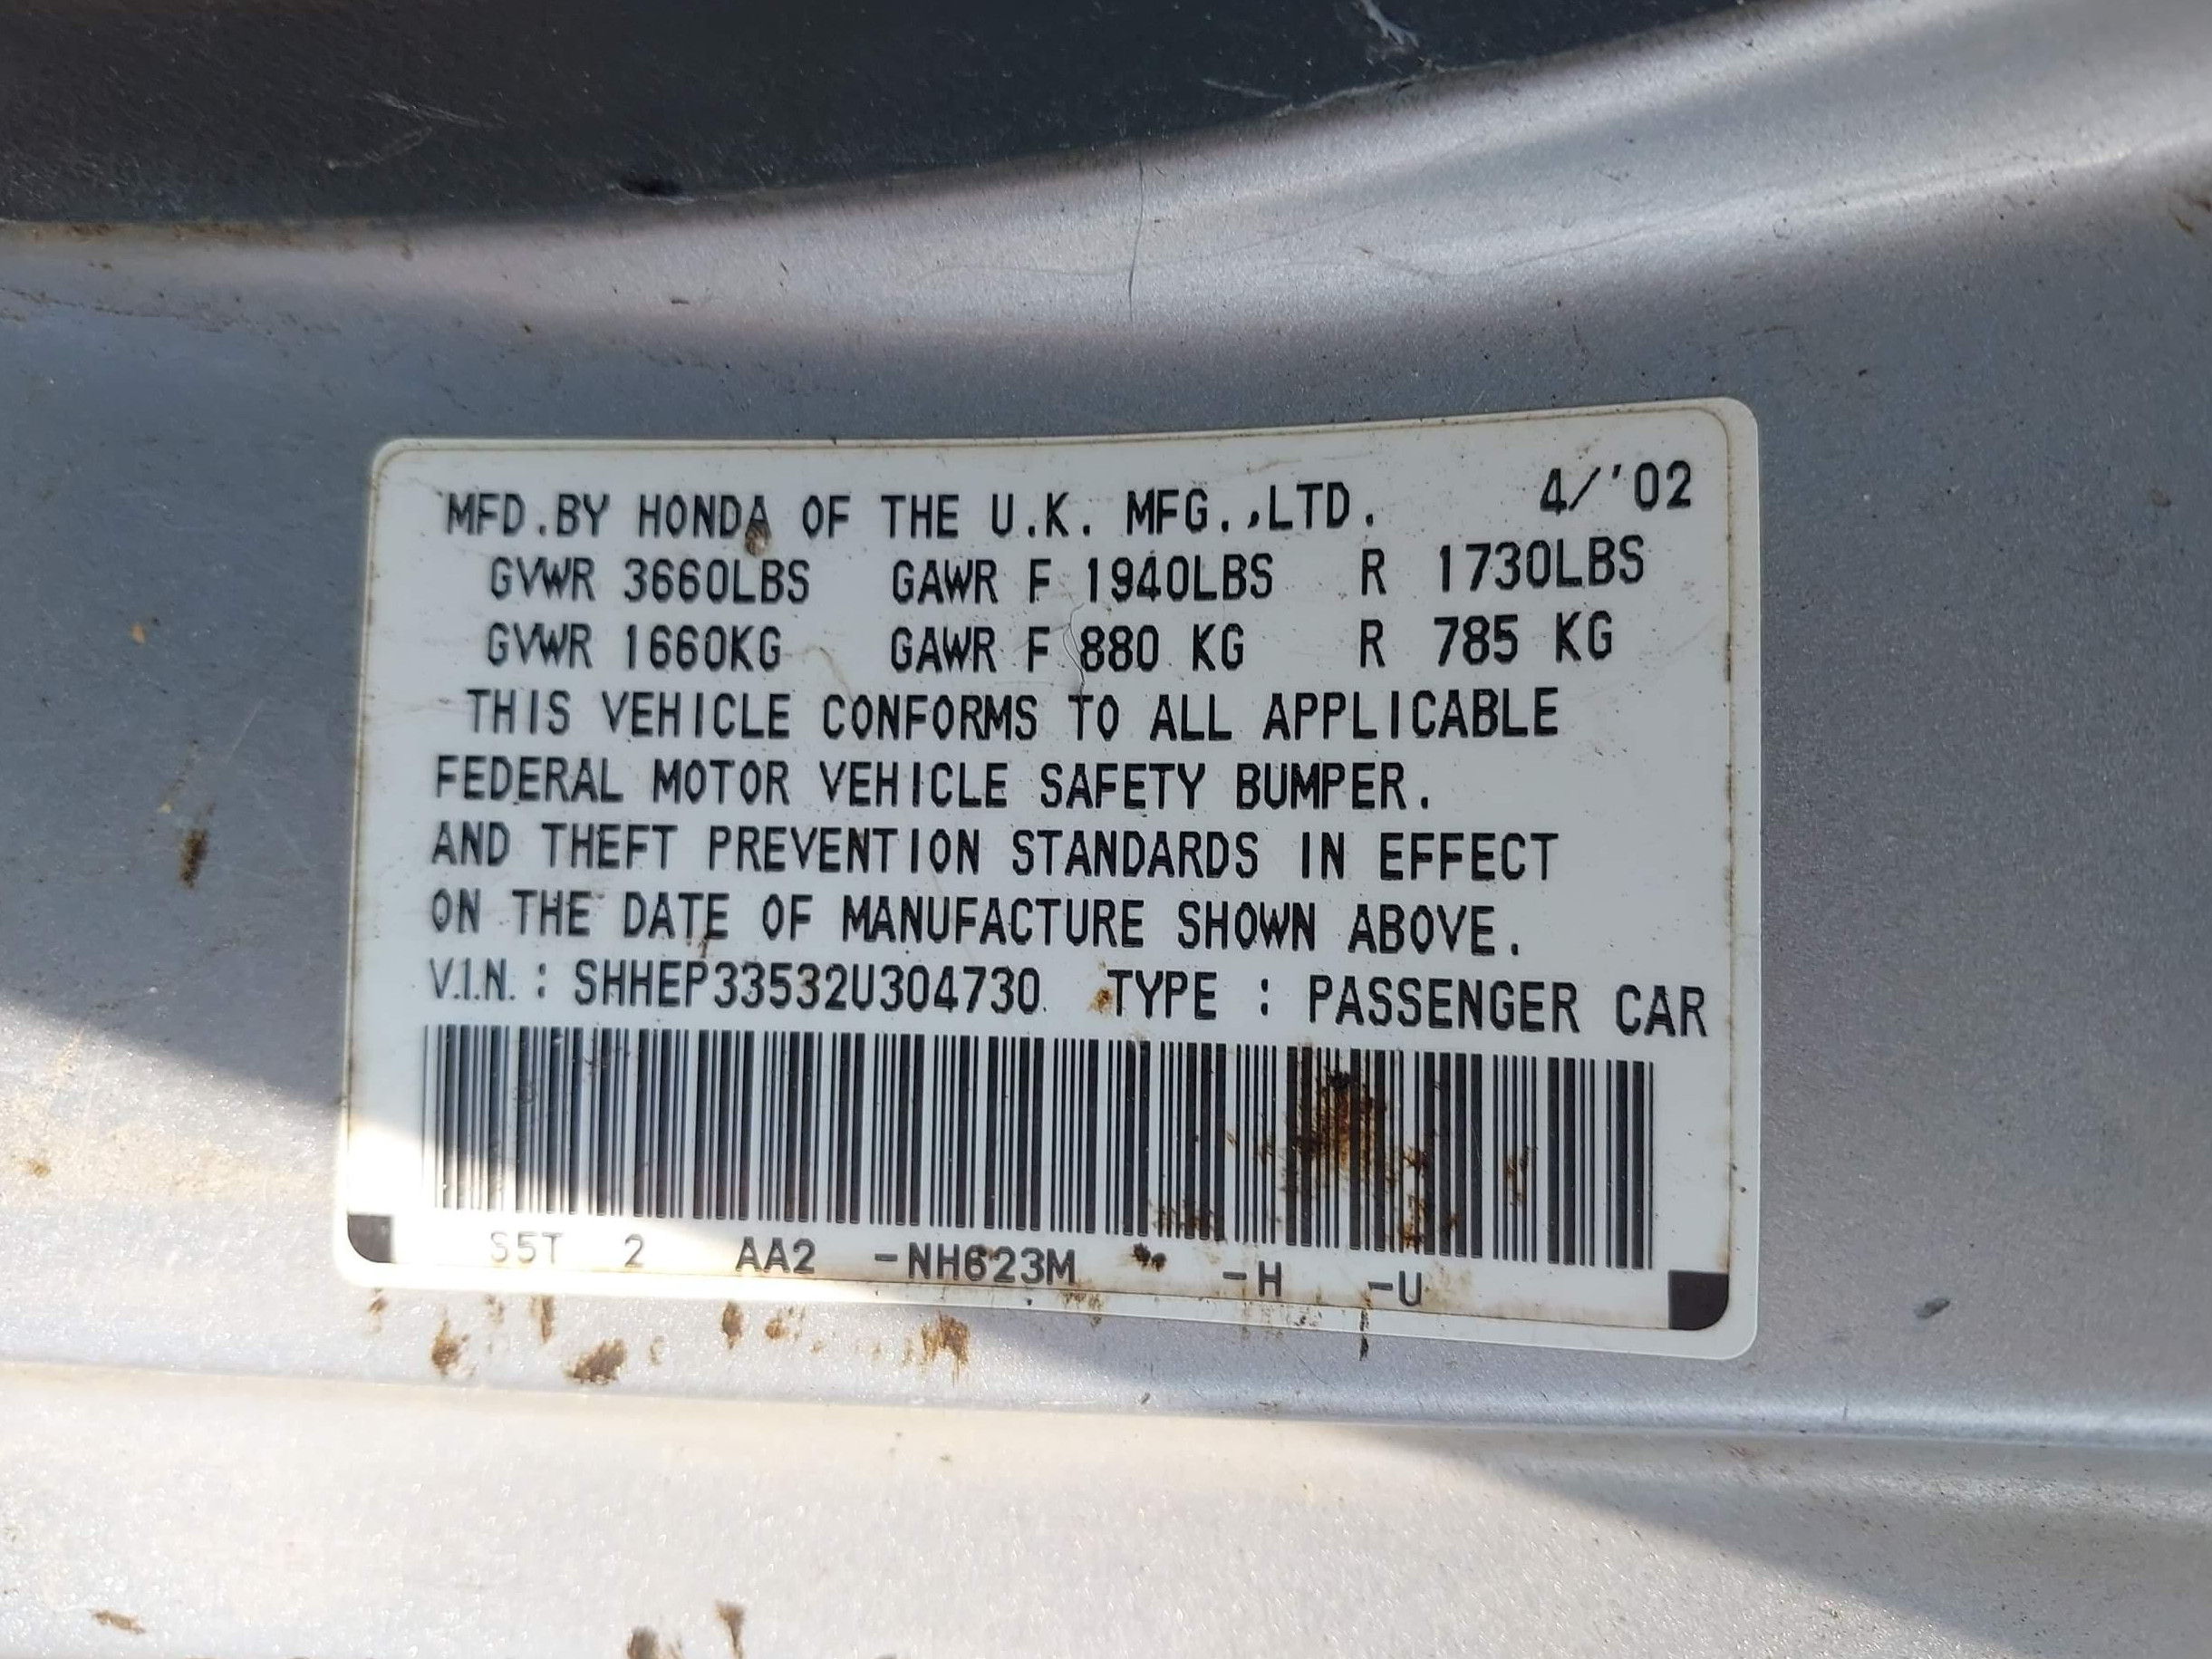 MFD.BY HONDA OF THE U.K. MFG.,LTD. 4/'02
GVWR 3660LBS GAWR F 1940LBS R 1730LBS
GVWR 1660KG GAWR F 880 KG R 785 KG
THIS VEHICLE CONFORMS TO ALL APPLICABLE
FEDERAL MOTOR VEHICLE SAFETY BUMPER.
AND THEFT PREVENTION STANDARDS IN EFFECT
ON THE DATE OF MANUFACTURE SHOWN ABOVE.
V.I.N. : SHHEP33532U304730 TYPE : PASSENGER CAR
S5T 2 AA2 -NH623M -H -U